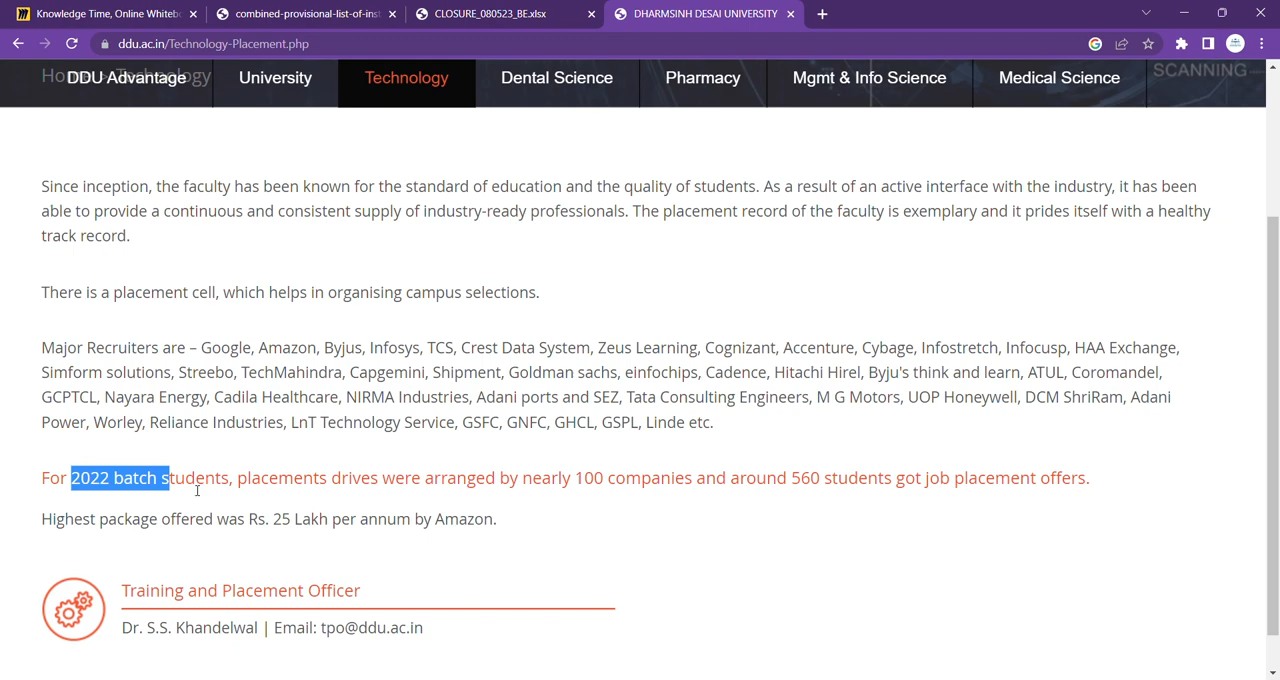 Knowledge Time, Online Whitebo
combined-provisional-list-of-inst
CLOSURE_080523_BE.xlsx
DHARMSINH DESAI UNIVERSITY
ddu.ac.in/Technology-Placement.php
Home > Technology
DDU Advantage
University
Technology
Dental Science
Pharmacy
Mgmt & Info Science
Medical Science
SCANNING
Since inception, the faculty has been known for the standard of education and the quality of students. As a result of an active interface with the industry, it has been
able to provide a continuous and consistent supply of industry-ready professionals. The placement record of the faculty is exemplary and it prides itself with a healthy
track record.
There is a placement cell, which helps in organising campus selections.
Major Recruiters are – Google, Amazon, Byjus, Infosys, TCS, Crest Data System, Zeus Learning, Cognizant, Accenture, Cybage, Infostretch, Infocusp, HAA Exchange,
Simform solutions, Streebo, TechMahindra, Capgemini, Shipment, Goldman sachs, einfochips, Cadence, Hitachi Hirel, Byju's think and learn, ATUL, Coromandel,
GCPTCL, Nayara Energy, Cadila Healthcare, NIRMA Industries, Adani ports and SEZ, Tata Consulting Engineers, M G Motors, UOP Honeywell, DCM ShriRam, Adani
Power, Worley, Reliance Industries, LnT Technology Service, GSFC, GNFC, GHCL, GSPL, Linde etc.
For 2022 batch students, placements drives were arranged by nearly 100 companies and around 560 students got job placement offers.
Highest package offered was Rs. 25 Lakh per annum by Amazon.
Training and Placement Officer
Dr. S.S. Khandelwal | Email: tpo@ddu.ac.in